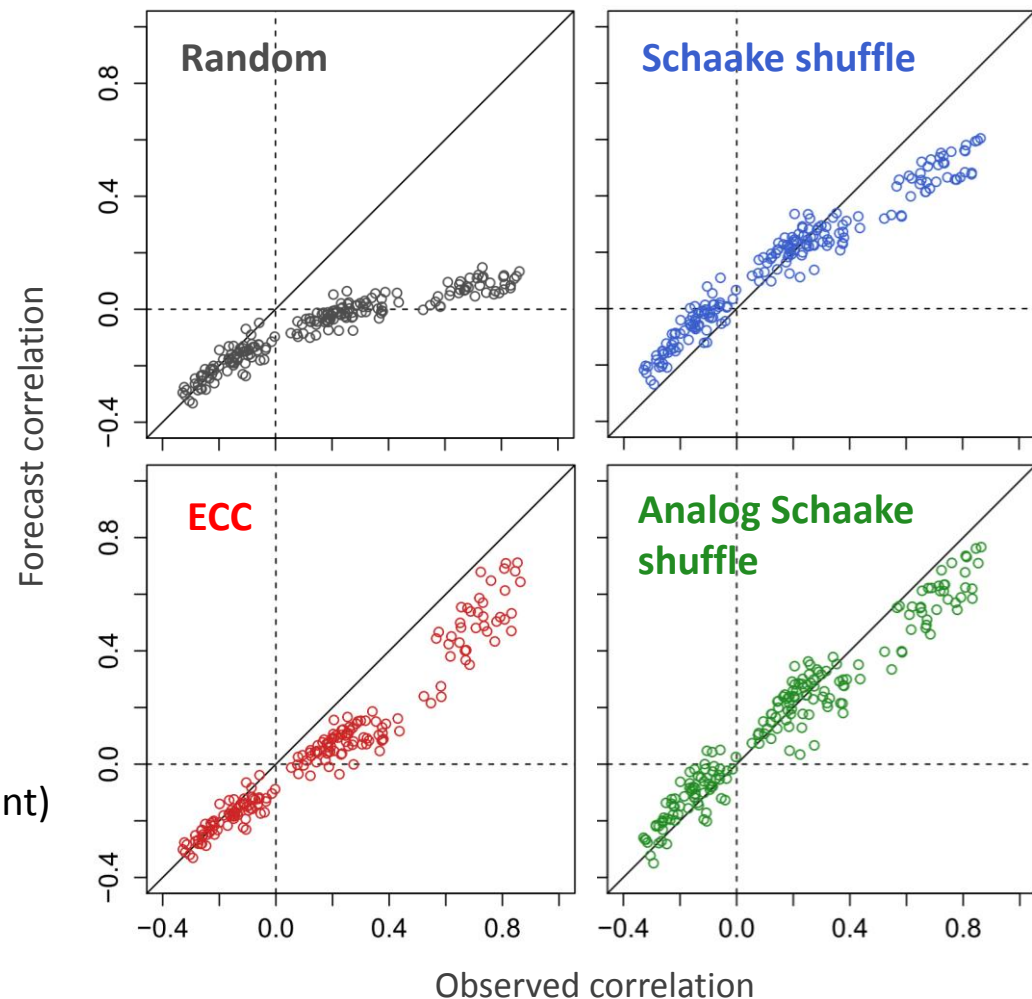 Random
Schaake shuffle
ECC
Analog Schaake
shuffle
Forecast correlation
0.8
0.4
0.0
−0.4
0.8
0.4
0.0
−0.4
nt)
−0.4
0.0
0.4
0.8
−0.4
0.0
0.4
0.8
Observed correlation